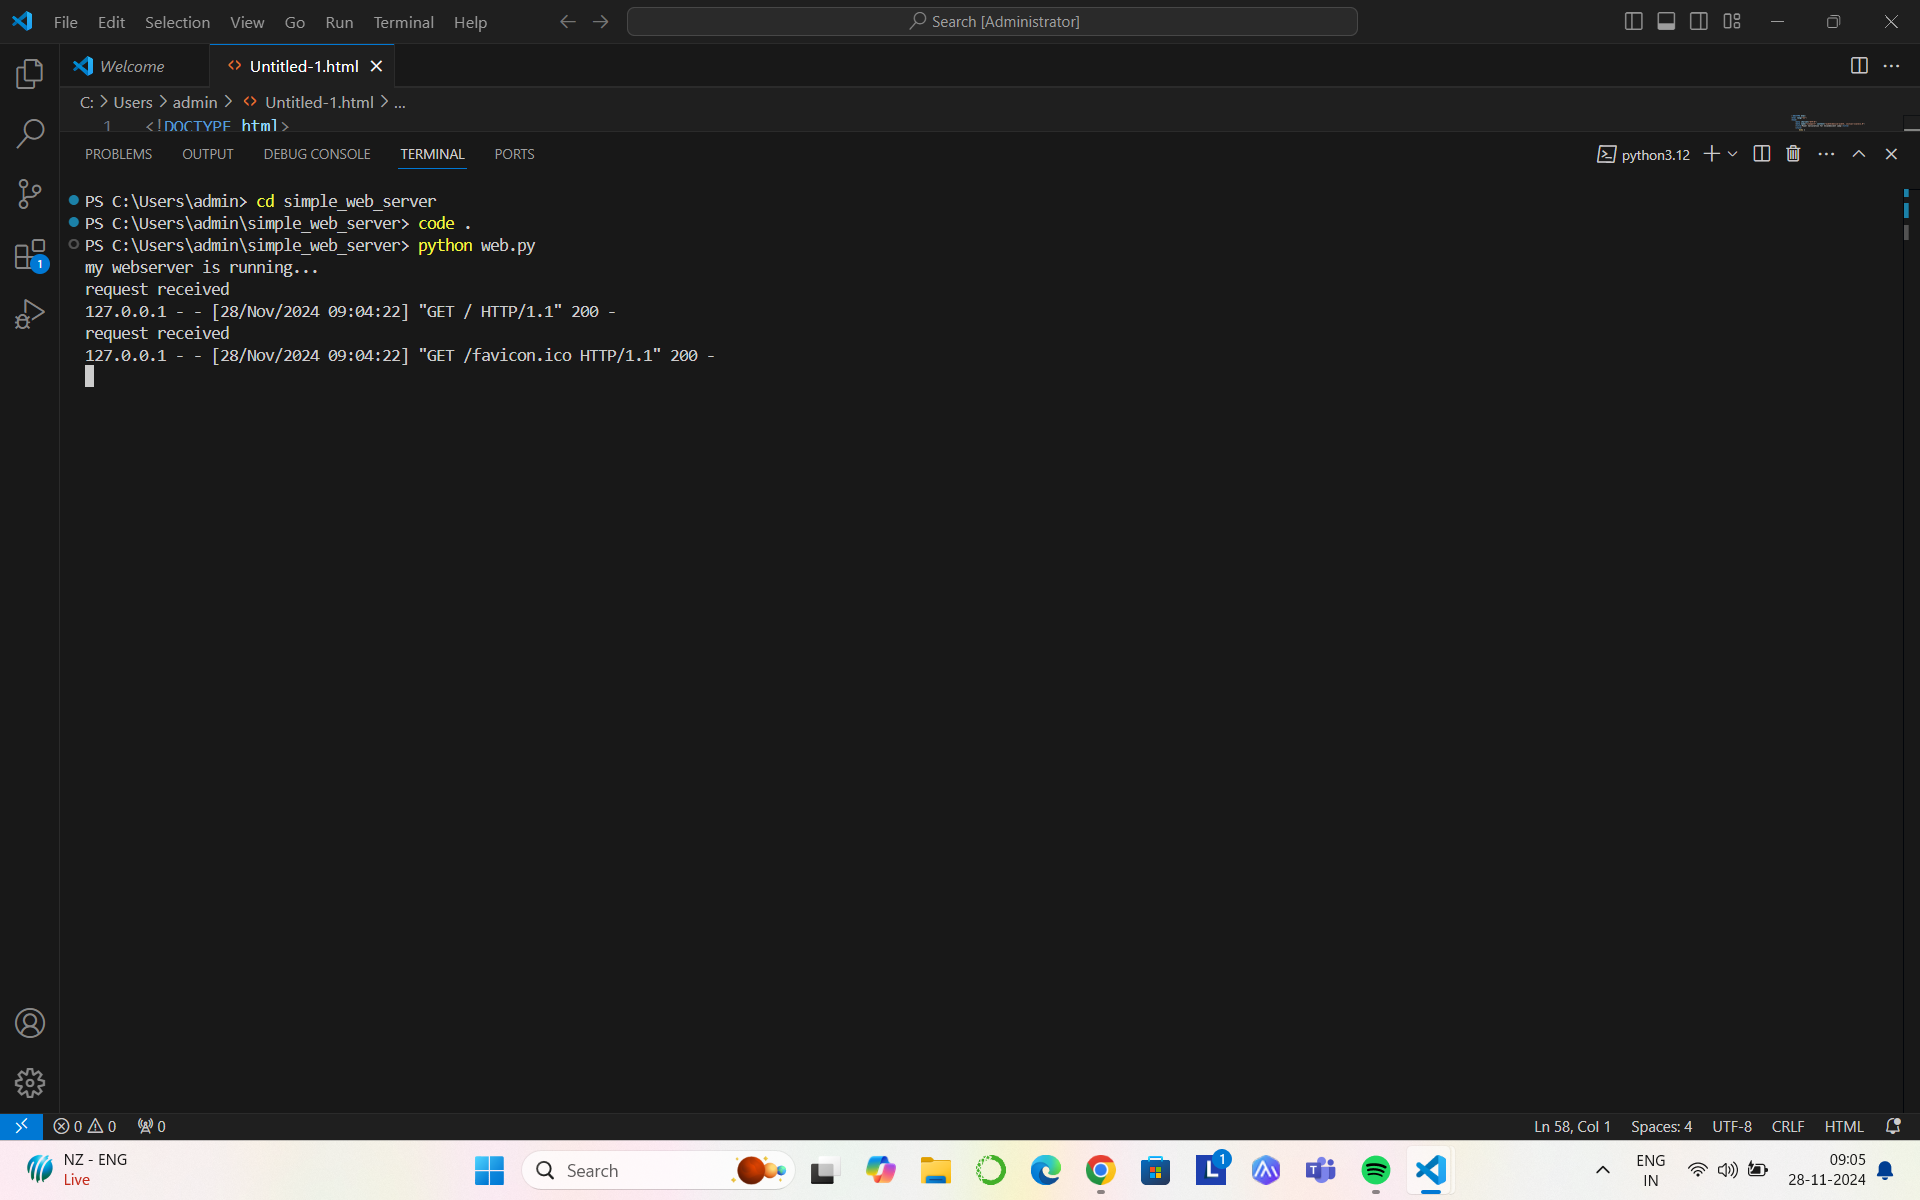 File Edit Selection View Go Run Terminal Help
Search [Administrator]
Welcome
Untitled-1.html
C: > Users > admin > Untitled-1.html > ...
1 <!DOCTYPE html>
PROBLEMS OUTPUT DEBUG CONSOLE TERMINAL PORTS
python3.12
PS C:\Users\admin> cd simple_web_server
PS C:\Users\admin\simple_web_server> code .
PS C:\Users\admin\simple_web_server> python web.py
my webserver is running...
request received
127.0.0.1 - - [28/Nov/2024 09:04:22] "GET / HTTP/1.1" 200 -
request received
127.0.0.1 - - [28/Nov/2024 09:04:22] "GET /favicon.ico HTTP/1.1" 200 -
1
0 0 0
Ln 58, Col 1 Spaces: 4 UTF-8 CRLF HTML
NZ - ENG
Live
Search
L 1
T
ENG
IN
09:05
28-11-2024